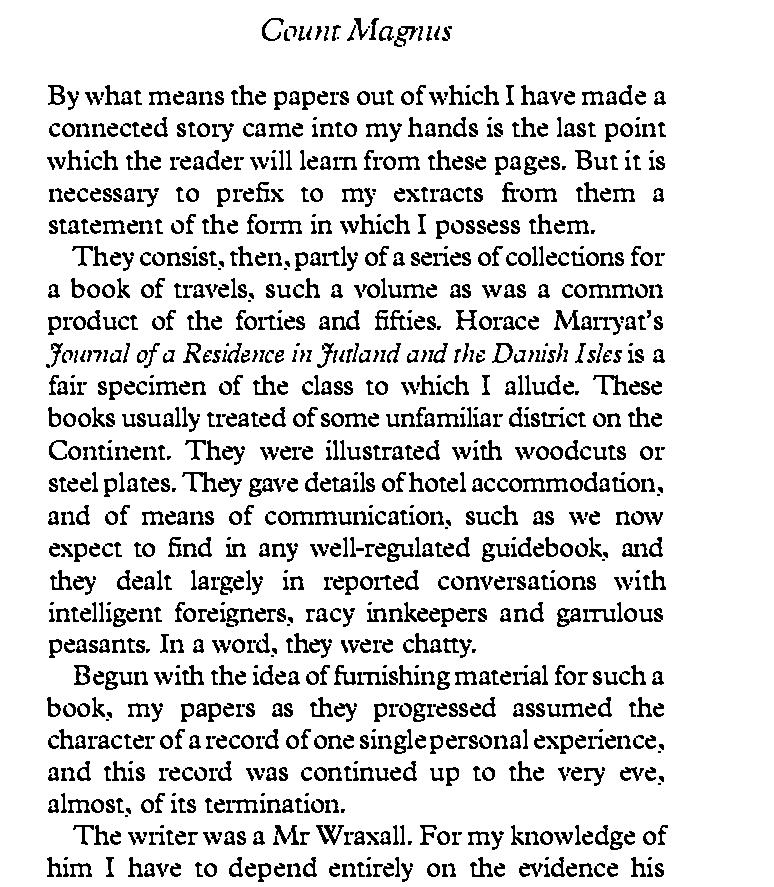 Count Magnus
By what means the papers out of which I have made a
connected story came into my hands is the last point
which the reader will learn from these pages. But it is
necessary to prefix to my extracts from them a
statement of the form in which I possess them.
They consist, then, partly of a series of collections for
a book of travels, such a volume as was a common
product of the forties and fifties. Horace Marryat's
Journal of a Residence in Jutland and the Danish Isles is a
fair specimen of the class to which I allude. These
books usually treated of some unfamiliar district on the
Continent. They were illustrated with woodcuts or
steel plates. They gave details of hotel accommodation,
and of means of communication, such as we now
expect to find in any well-regulated guidebook, and
they dealt largely in reported conversations with
intelligent foreigners, racy innkeepers and garrulous
peasants. In a word, they were chatty.
Begun with the idea of furnishing material for such a
book, my papers as they progressed assumed the
character of a record of one single personal experience,
and this record was continued up to the very eve,
almost, of its termination.
The writer was a Mr Wraxall. For my knowledge of
him I have to depend entirely on the evidence his